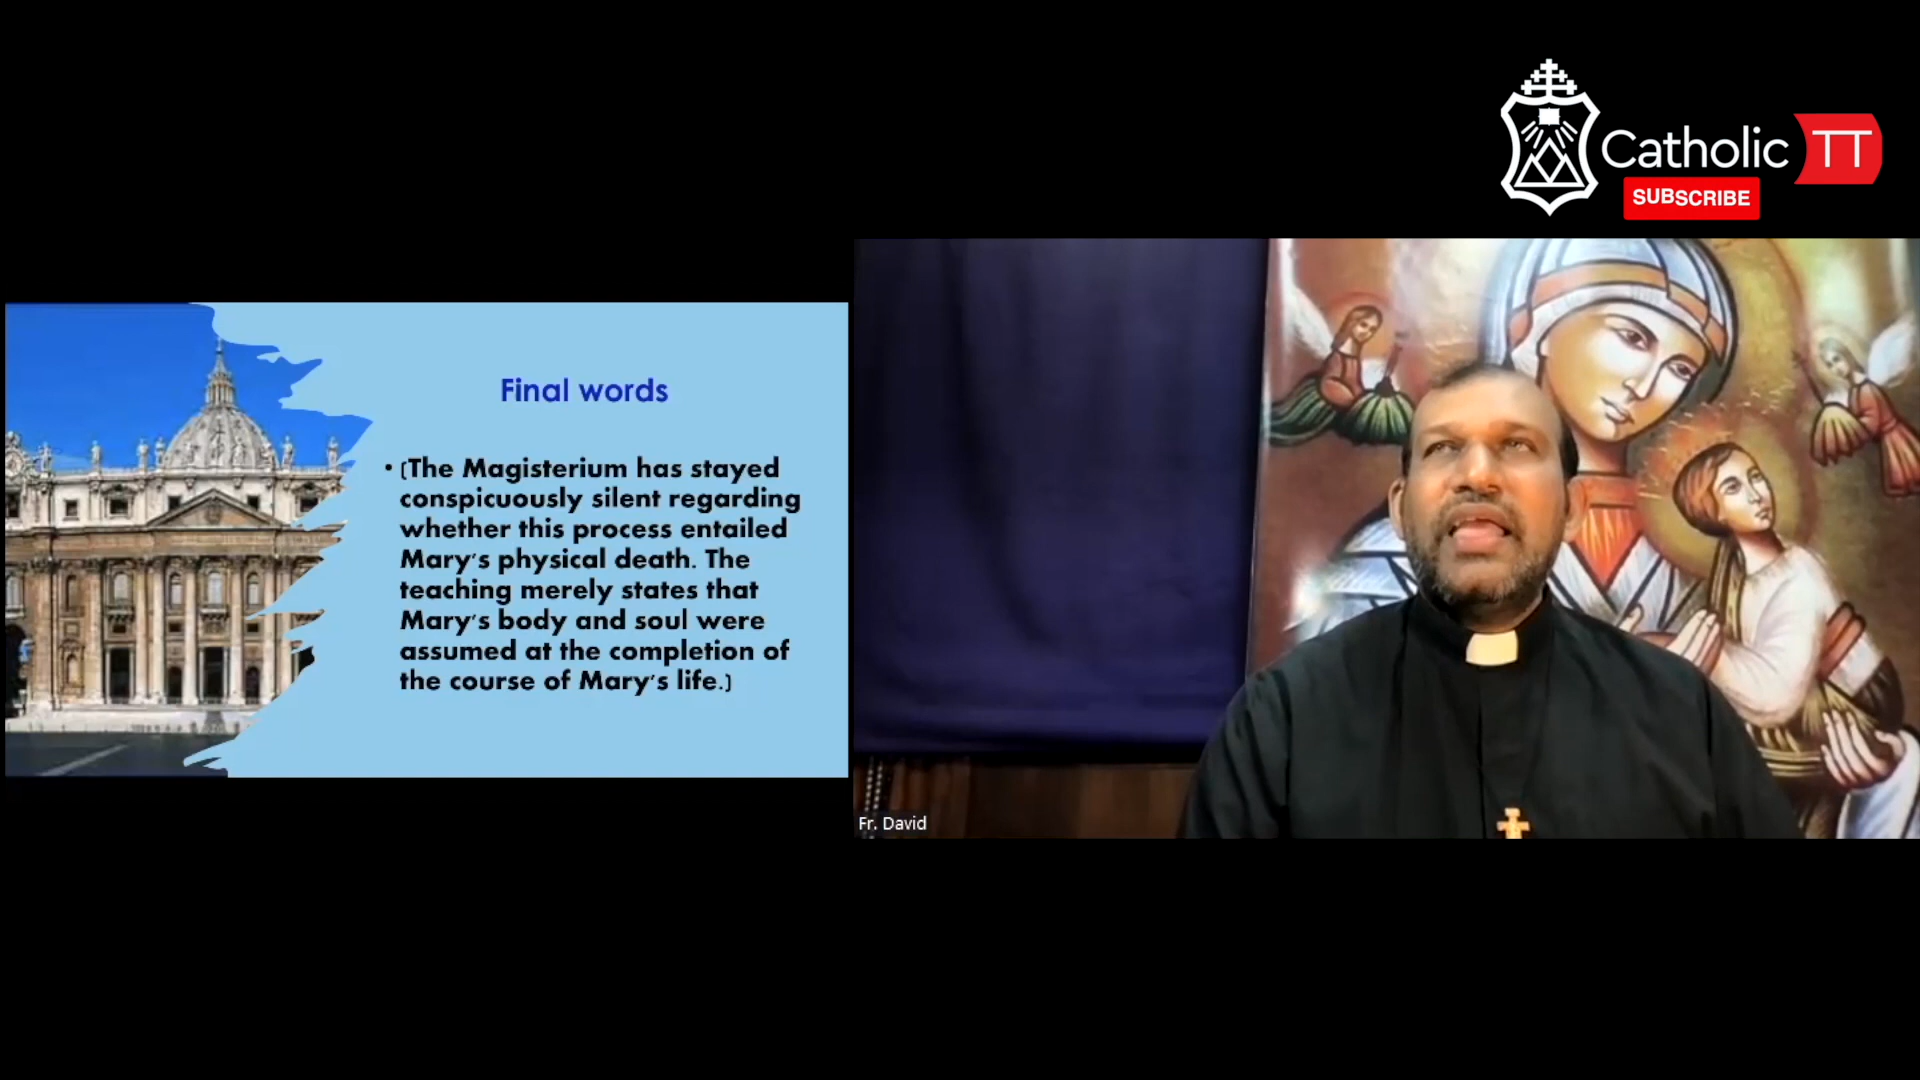 Catholic TT
SUBSCRIBE
Final words
• (The Magisterium has stayed
conspicuously silent regarding
whether this process entailed
Mary's physical death. The
teaching merely states that
Mary's body and soul were
assumed at the completion of
the course of Mary's life.)
Fr. David